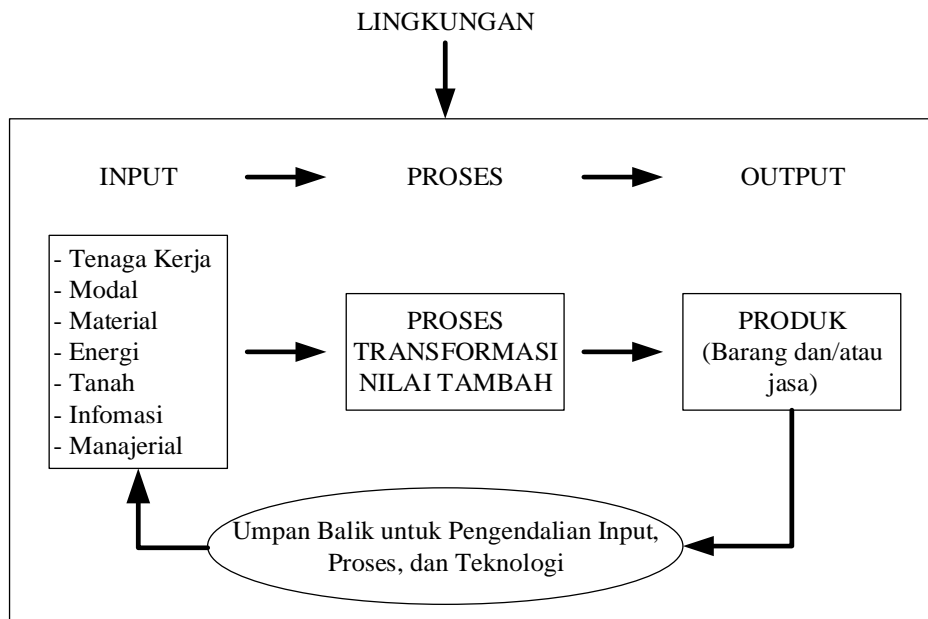 LINGKUNGAN
INPUT
PROSES
OUTPUT
- Tenaga Kerja
- Modal
- Material
- Energi
- Tanah
- Infomasi
- Manajerial
PROSES
TRANSFORMASI
NILAI TAMBAH
PRODUK
(Barang dan/atau
jasa)
Umpan Balik untuk Pengendalian Input,
Proses, dan Teknologi